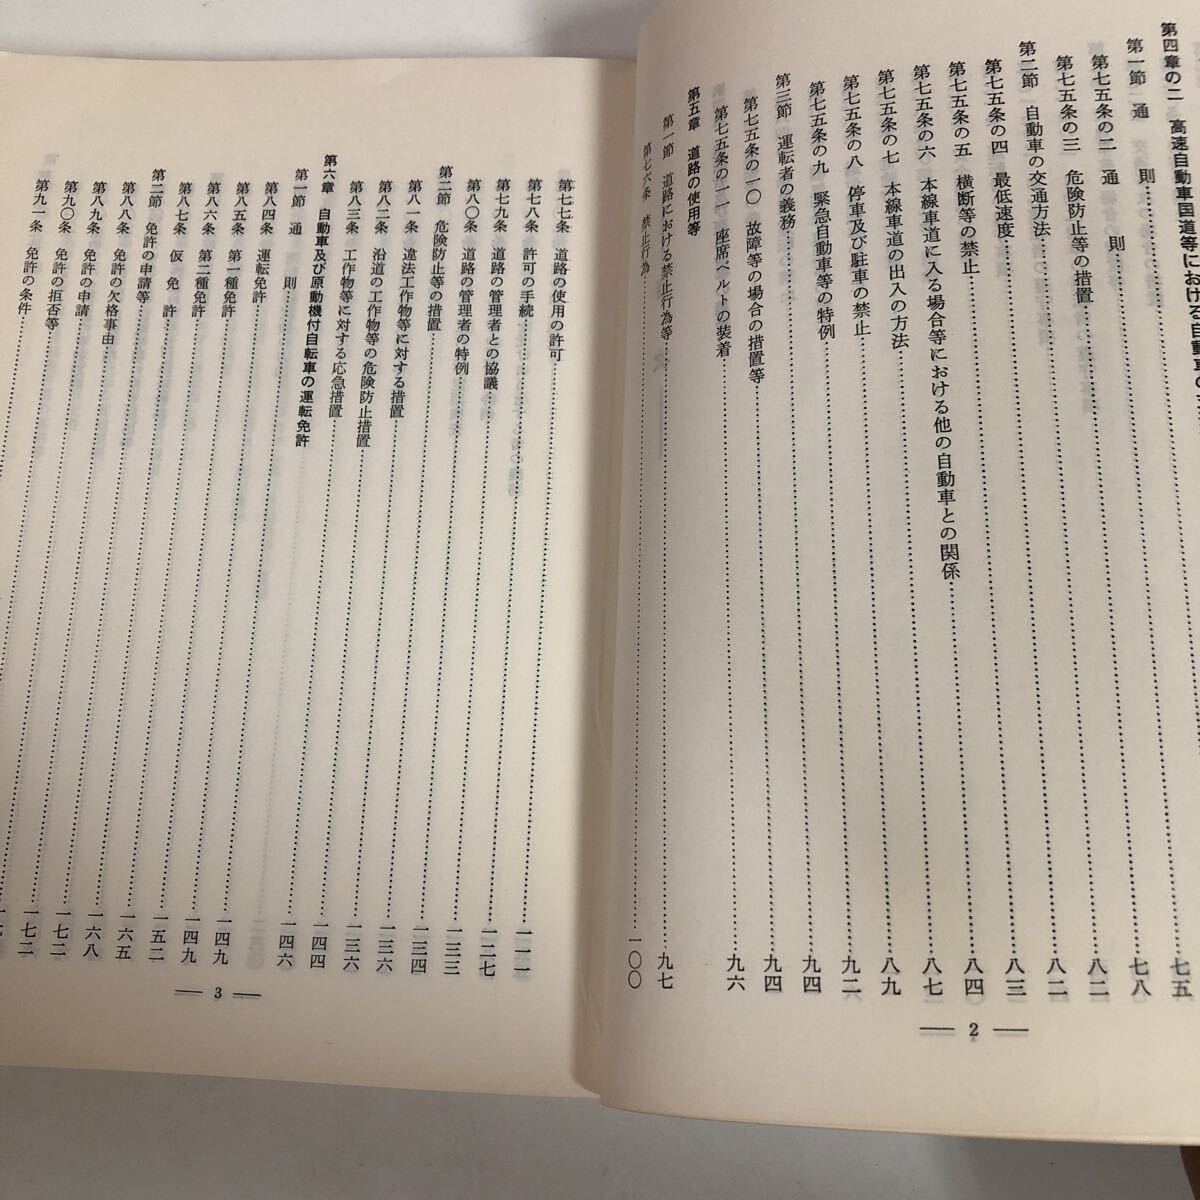 第四章の二　高速自動車国道等における自動車の
第一節　通　則
第七五条の二　通　則……七五
第七五条の三　危険防止等の措置……七八
第二節　自動車の交通方法……八二
第七五条の四　最低速度……八二
第七五条の五　横断等の禁止……八三
第七五条の六　本線車道に入る場合等における他の自動車との関係……八四
第七五条の七　本線車道の出入の方法……八七
第七五条の八　停車及び駐車の禁止……八九
第七五条の九　緊急自動車等の特例……九二
第三節　運転者の義務……九四
第七五条の一〇　故障等の場合の措置等……九四
第七五条の一一　座席ベルトの装着……九六
第五章　道路の使用等
第一節　道路における禁止行為等……九七
第七六条　禁止行為……一〇〇
― 2 ―
第七七条　道路の使用の許可……一一一
第七八条　許可の手続……一二七
第七九条　道路の管理者との協議……一三三
第八〇条　道路の管理者の特例……一三四
第二節　危険防止等の措置……一三六
第八一条　違法工作物等に対する措置……一三六
第八二条　沿道の工作物等の危険防止措置……一四四
第八三条　工作物等に対する応急措置……一四六
第六章　自動車及び原動機付自転車の運転免許
第一節　通　則……
第八四条　運転免許……一四九
第八五条　第一種免許……一四九
第八六条　第二種免許……一五二
第八七条　仮　免　許……一六五
第二節　免許の申請等……一六八
第八八条　免許の欠格事由……一七二
第八九条　免許の申請……一七二
第九〇条　免許の拒否等……
第九一条　免許の条件……
― 3 ―